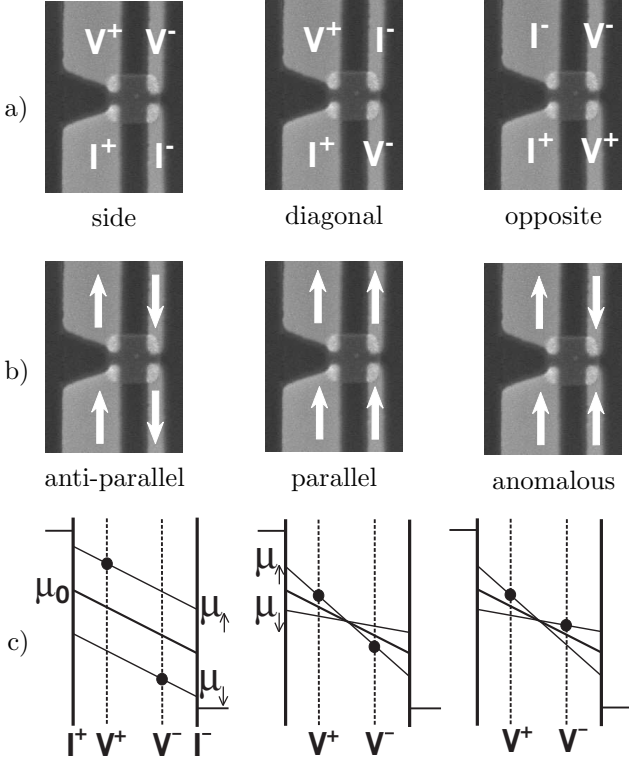 V⁺ V⁻ V⁺ I⁻ I⁻ V⁻
a)
I⁺ I⁻ I⁺ V⁻ I⁺ V⁺
side diagonal opposite
b)
anti-parallel parallel anomalous
μ↑
μ₀ μ↑ μ↓
c)
μ↓
I⁺ V⁺ V⁻ I⁻ V⁺ V⁻ V⁺ V⁻